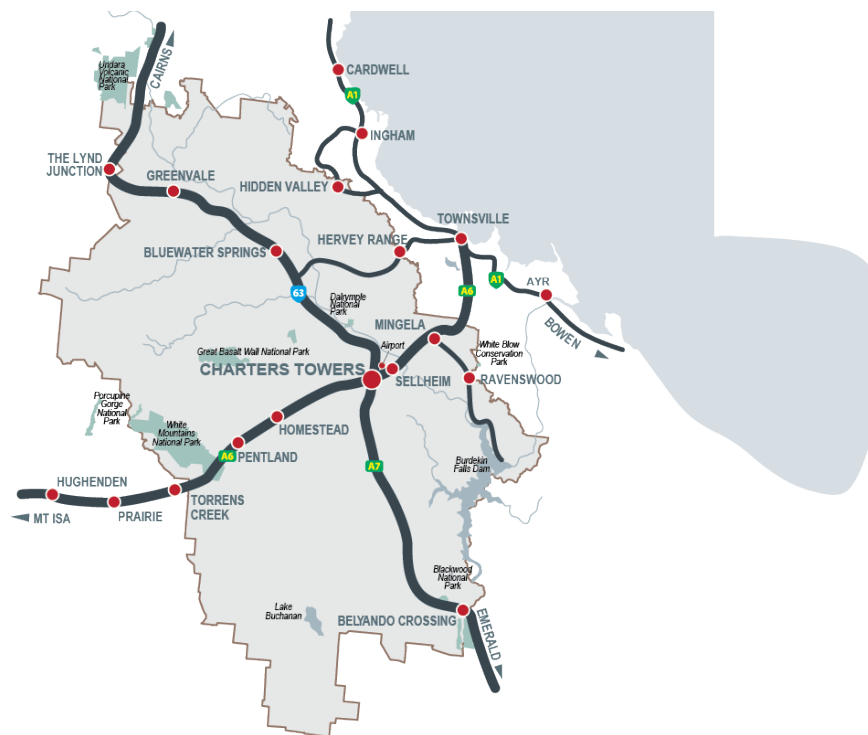 Undara
Volcanic
National
Park
CAIRNS
CARDWELL
A1
INGHAM
THE LYND
JUNCTION
GREENVALE
HIDDEN VALLEY
TOWNSVILLE
HERVEY RANGE
BLUEWATER SPRINGS
A1
AYR
63
A6
Dalrymple
National
Park
BOWEN
MINGELA
Airport
White Blow
Conservation
Park
Great Basalt Wall National Park
CHARTERS TOWERS
SELLHEIM
RAVENSWOOD
Porcupine
Gorge
National
Park
White
Mountains
National Park
HOMESTEAD
A6
PENTLAND
A7
Burdekin
Falls Dam
HUGHENDEN
MT ISA
PRAIRIE
TORRENS
CREEK
Blackwood
National
Park
Lake
Buchanan
BELYANDO CROSSING
EMERALD